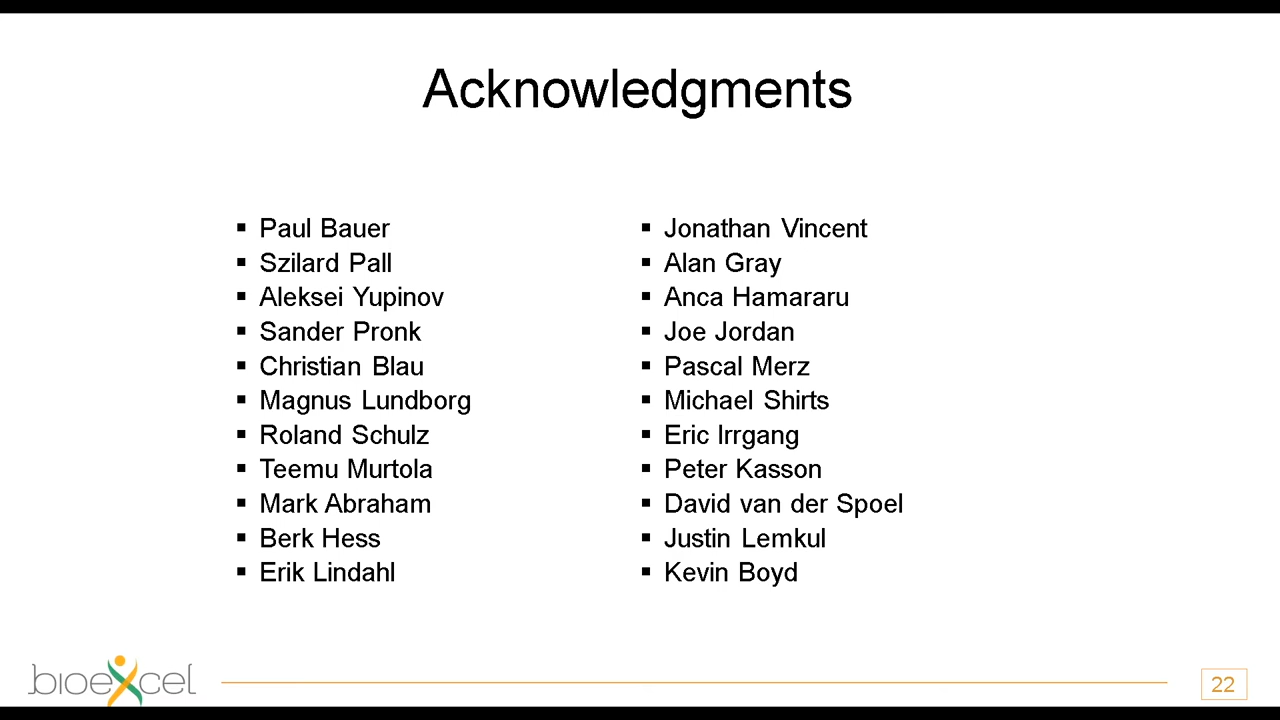 Acknowledgments
▪ Paul Bauer
▪ Szilard Pall
▪ Aleksei Yupinov
▪ Sander Pronk
▪ Christian Blau
▪ Magnus Lundborg
▪ Roland Schulz
▪ Teemu Murtola
▪ Mark Abraham
▪ Berk Hess
▪ Erik Lindahl
▪ Jonathan Vincent
▪ Alan Gray
▪ Anca Hamararu
▪ Joe Jordan
▪ Pascal Merz
▪ Michael Shirts
▪ Eric Irrgang
▪ Peter Kasson
▪ David van der Spoel
▪ Justin Lemkul
▪ Kevin Boyd
bioexcel
22